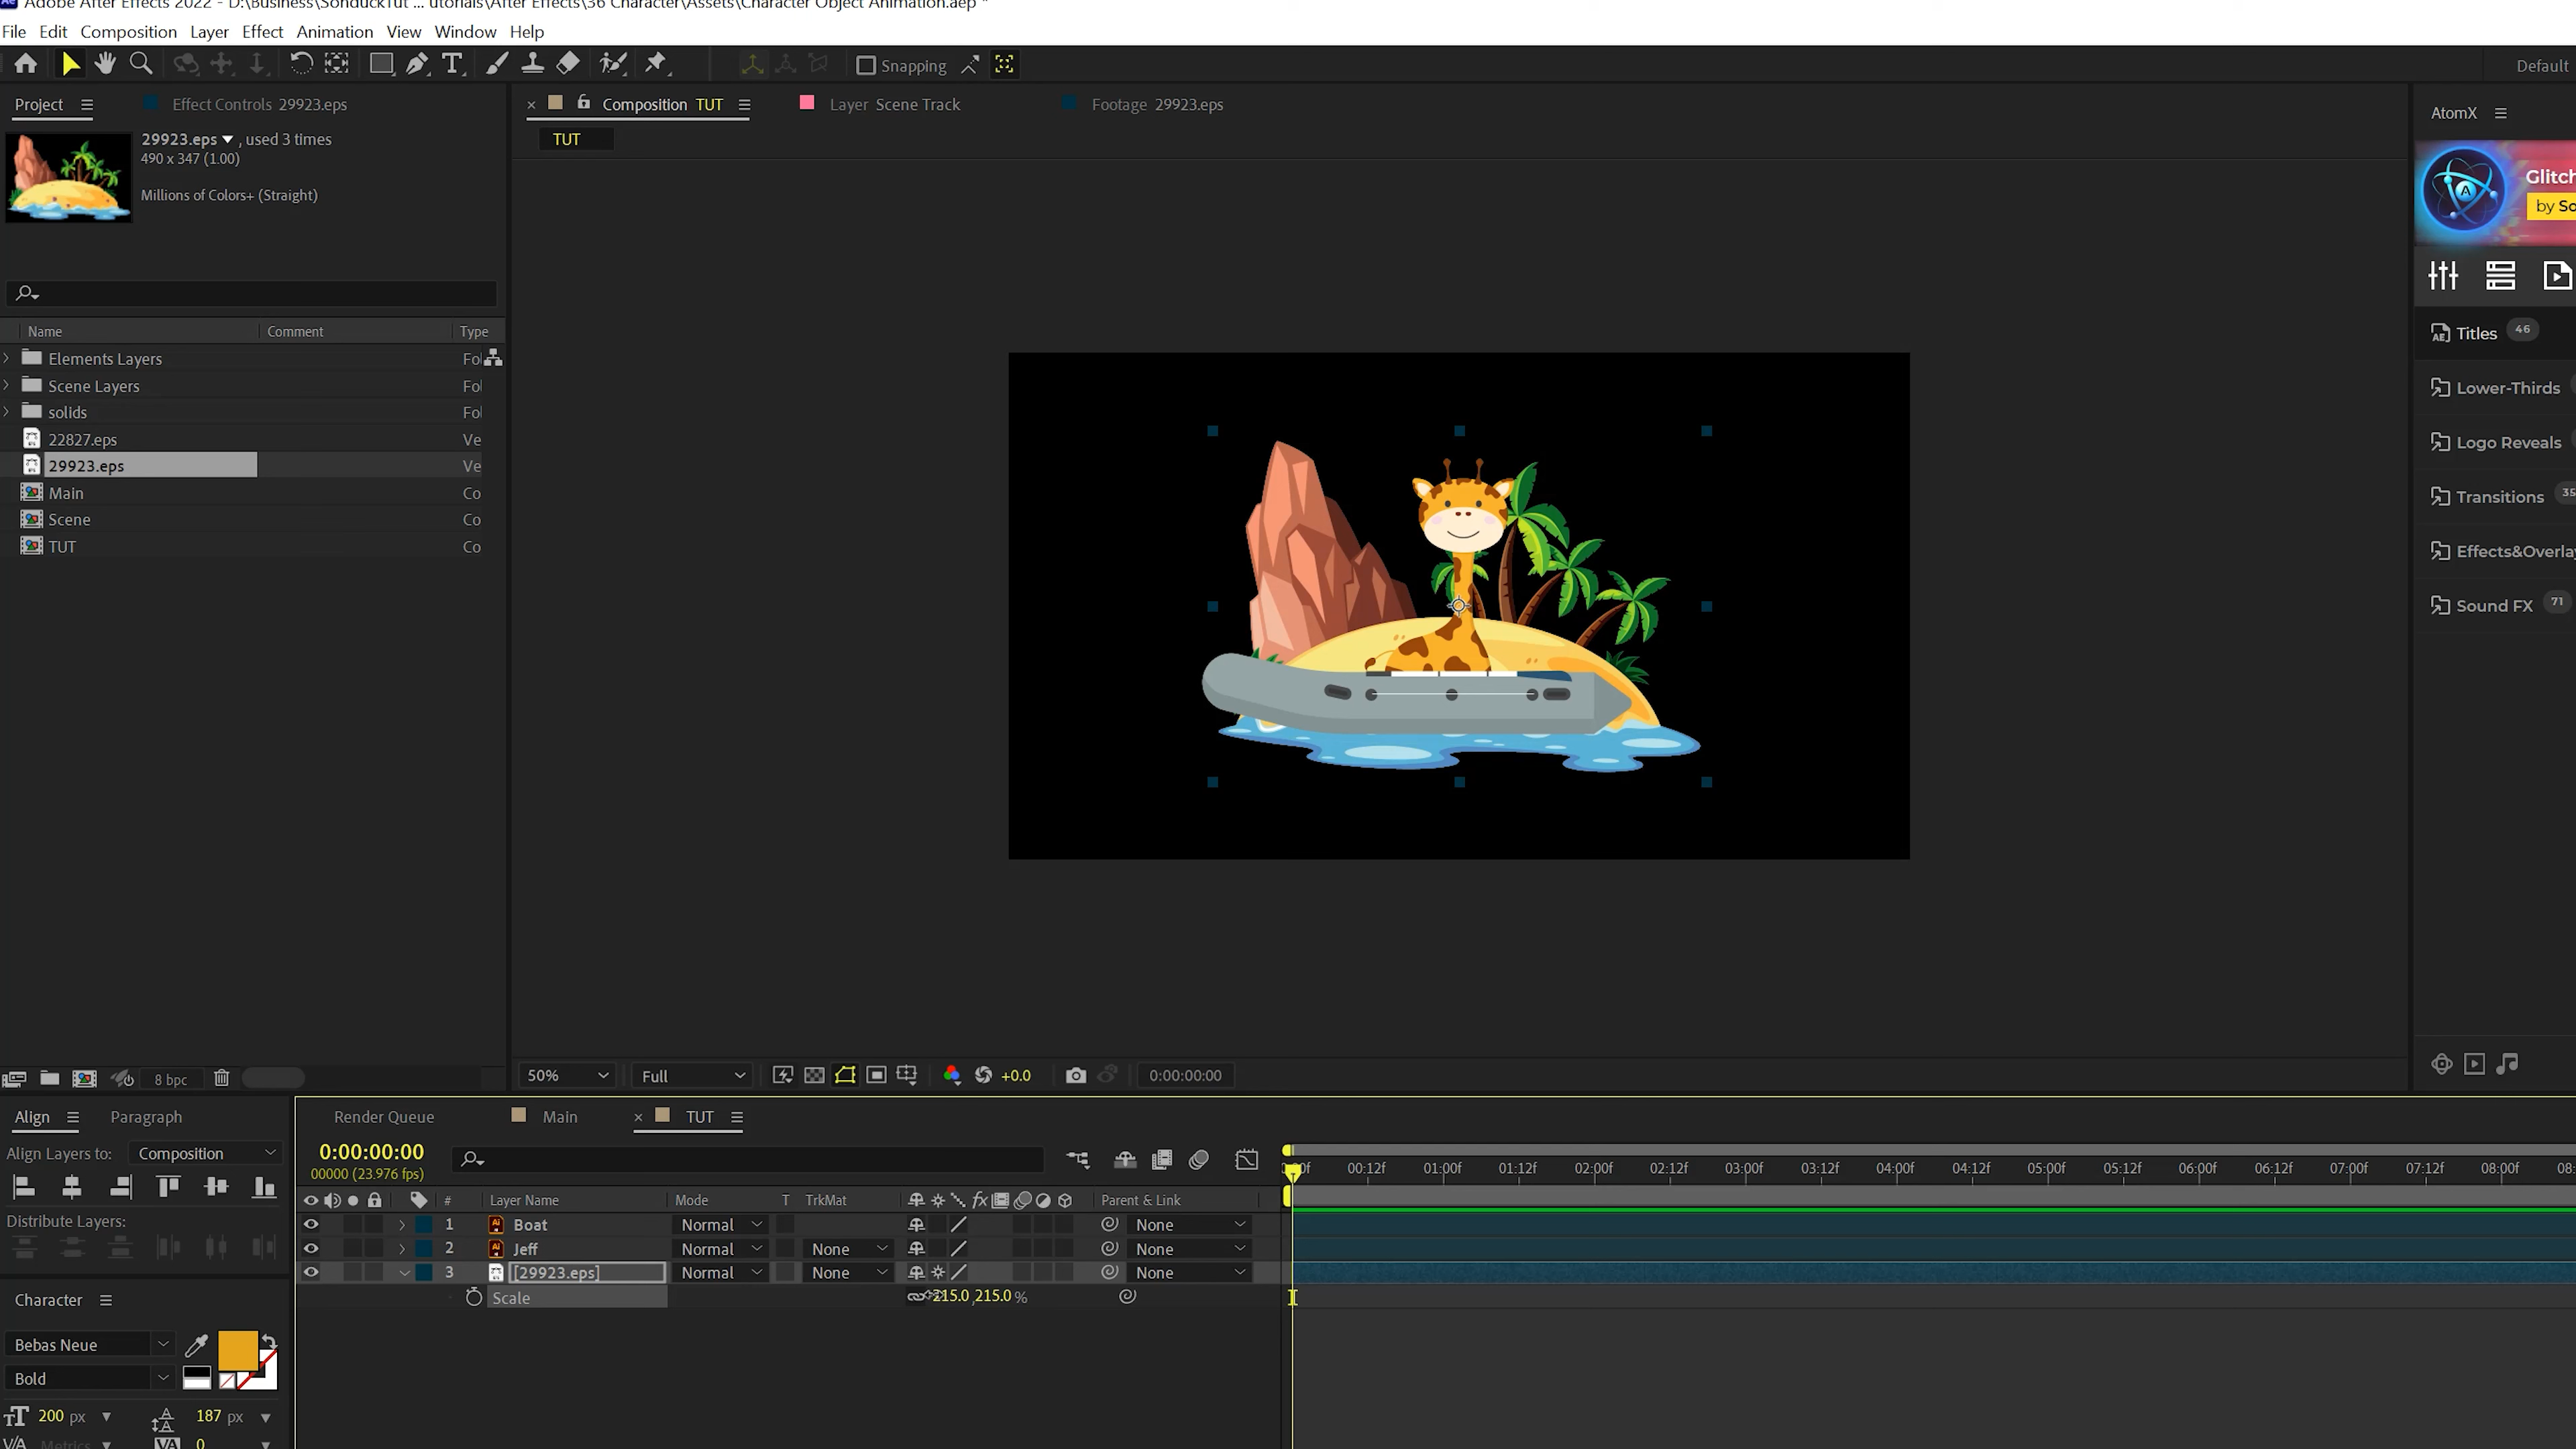 Adobe After Effects 2022 - D:\Business\SonduckTut ... utorials\After Effects\36 Character\Assets\Character Object Animation.aep *
File Edit Composition Layer Effect Animation View Window Help
Snapping
Default
Project
Effect Controls 29923.eps
Composition TUT
Layer Scene Track
Footage 29923.eps
AtomX
TUT
29923.eps , used 3 times
490 x 347 (1.00)
Millions of Colors+ (Straight)
Glitch
by So
Name Comment Type
Elements Layers Fol
Scene Layers Fol
solids Fol
22827.eps Ve
29923.eps Ve
Main Co
Scene Co
TUT Co
Titles 46
Lower-Thirds
Logo Reveals
Transitions 35
Effects&Overla
Sound FX 71
8 bpc
50% Full +0.0 0:00:00:00
Align Paragraph
Render Queue Main TUT
Align Layers to: Composition
0:00:00:00
00000 (23.976 fps)
00f 00:12f 01:00f 01:12f 02:00f 02:12f 03:00f 03:12f 04:00f 04:12f 05:00f 05:12f 06:00f 06:12f 07:00f 07:12f 08:00f 08:
# Layer Name Mode T TrkMat fx Parent & Link
Distribute Layers:
1 Boat Normal None
2 Jeff Normal None None
3 [29923.eps] Normal None None
Scale 215.0, 215.0 %
Character
Bebas Neue
Bold
200 px 187 px
Metrics 0